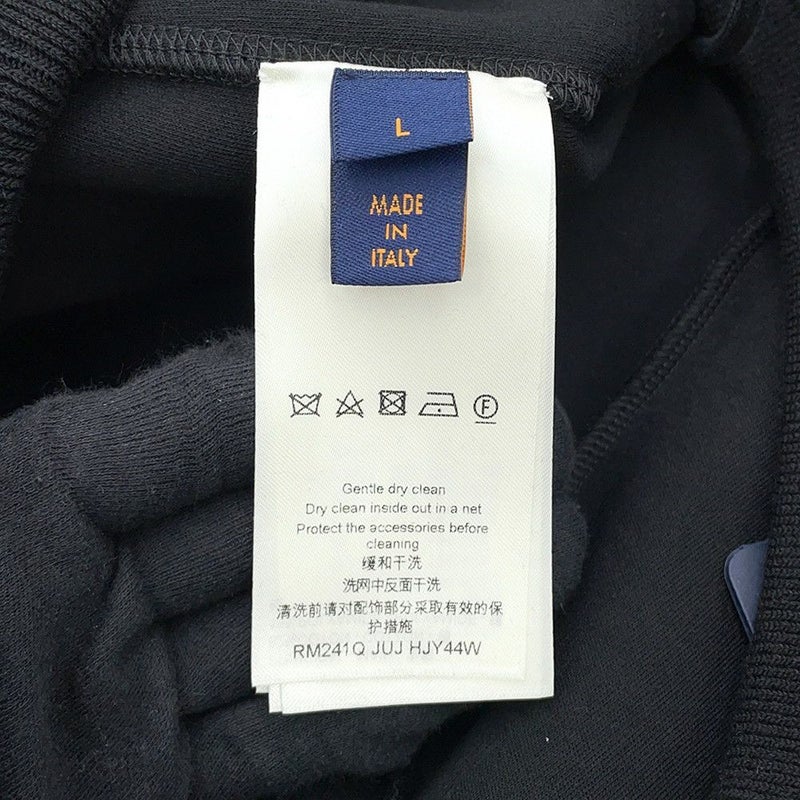 L
MADE
IN
ITALY
F
Gentle dry clean
Dry clean inside out in a net
Protect the accessories before
cleaning
缓和干洗
洗网中反面干洗
清洗前请对配饰部分采取有效的保
护措施
RM241Q JUJ HJY44W